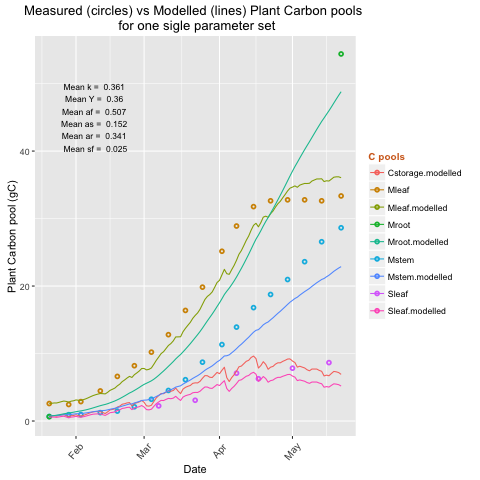 Measured (circles) vs Modelled (lines) Plant Carbon pools
for one sigle parameter set
Mean k = 0.361
Mean Y = 0.36
Mean af = 0.507
Mean as = 0.152
Mean ar = 0.341
Mean sf = 0.025
Plant Carbon pool (gC)
40
20
0
Feb
Mar
Apr
May
Date
C pools
Cstorage.modelled
Mleaf
Mleaf.modelled
Mroot
Mroot.modelled
Mstem
Mstem.modelled
Sleaf
Sleaf.modelled